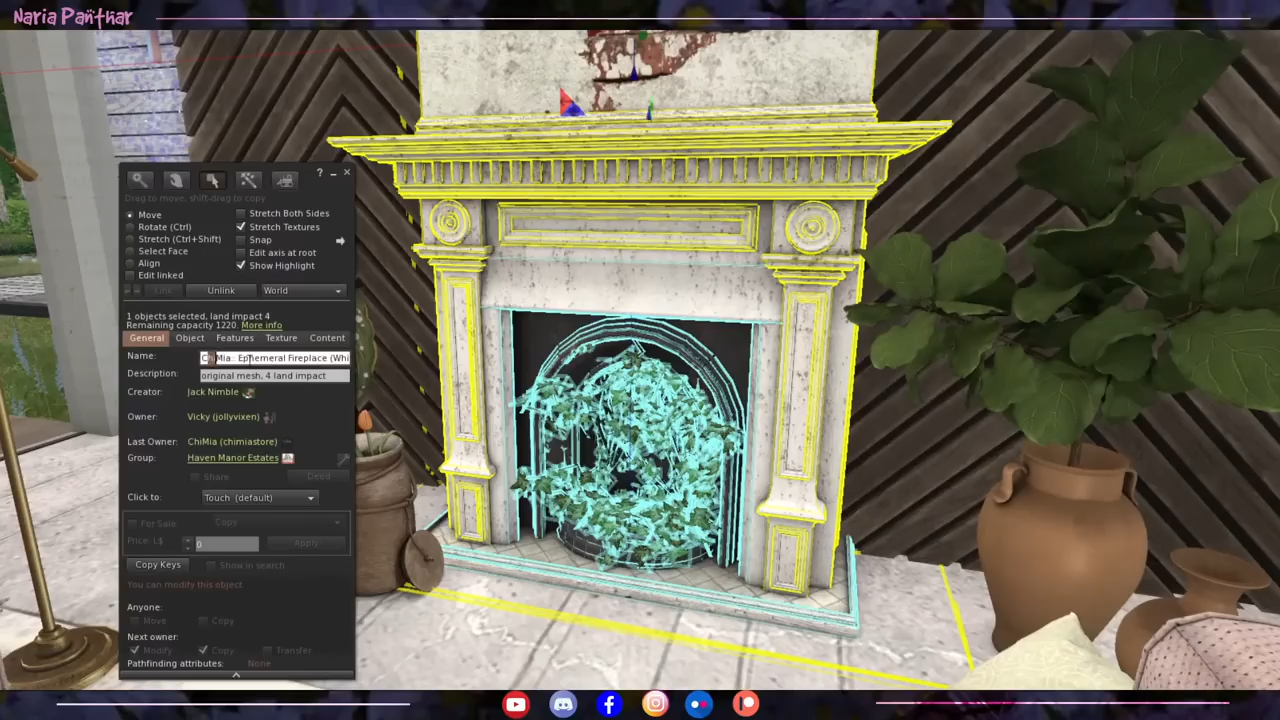 Naria Panthar
?
Drag to move, shift-drag to copy
Move
Rotate (Ctrl)
Stretch (Ctrl+Shift)
Select Face
Align
Edit linked
Stretch Both Sides
Stretch Textures
Snap
Edit axis at root
Show Highlight
Link
Unlink
World
1 objects selected, land impact 4
Remaining capacity 1220. More info
General Object Features Texture Content
Name: ChiMia:: Ephemeral Fireplace (Whi
Description: original mesh, 4 land impact
Creator: Jack Nimble
Owner: Vicky (jollyvixen)
Last Owner: ChiMia (chimiastore)
Group: Haven Manor Estates
Share Deed
Click to: Touch (default)
For Sale: Copy
Price: L$ 0 Apply
Copy Keys Show in search
You can modify this object
Anyone:
Move Copy
Next owner:
Modify Copy Transfer
Pathfinding attributes: None